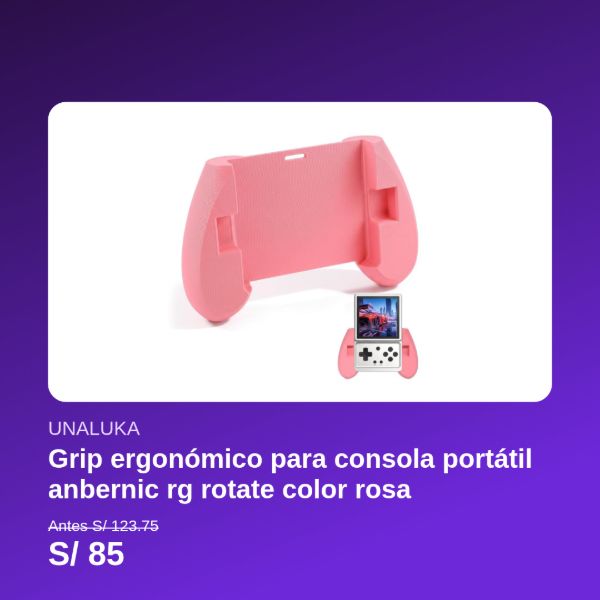 UNALUKA
Grip ergonómico para consola portátil
anbernic rg rotate color rosa
Antes S/ 123.75
S/ 85